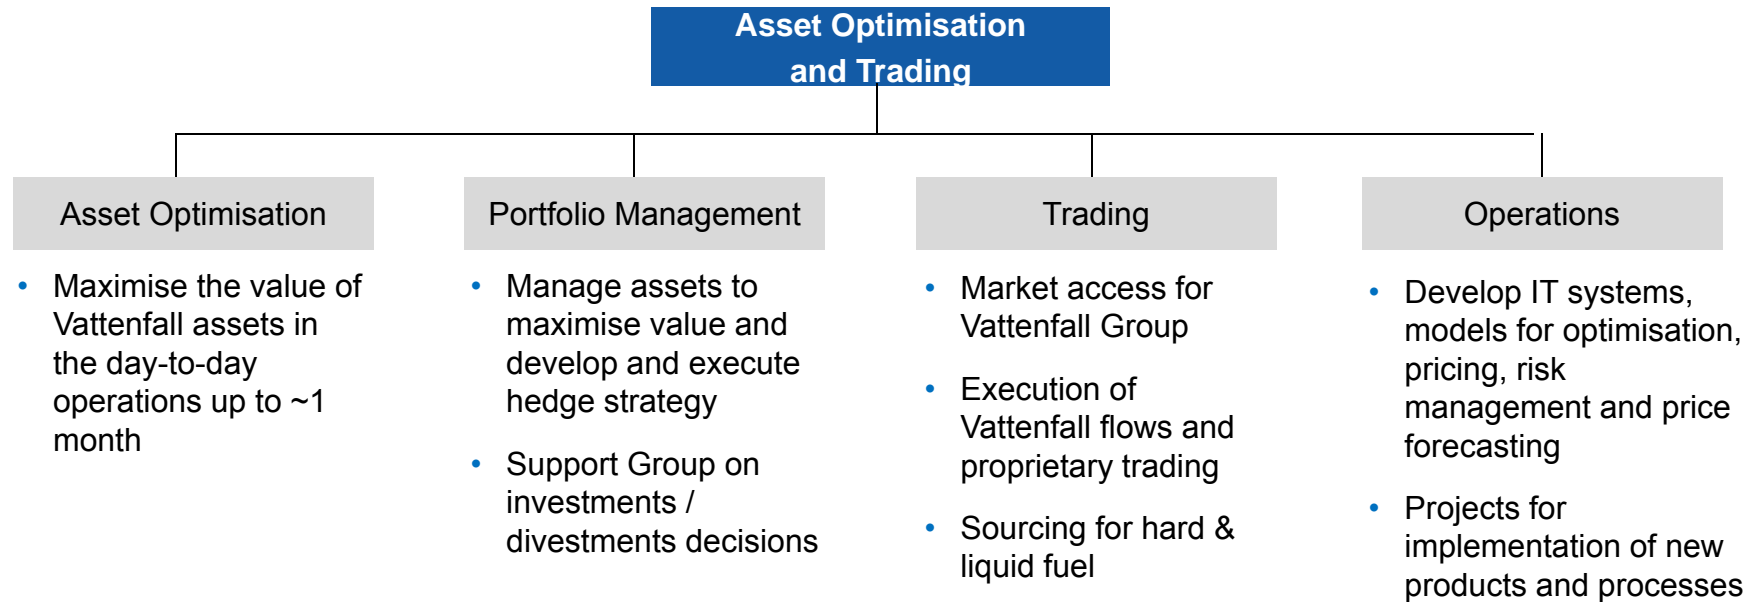 Asset Optimisation
and Trading
Asset Optimisation
• Maximise the value of
Vattenfall assets in
the day-to-day
operations up to ~1
month
Portfolio Management
• Manage assets to
maximise value and
develop and execute
hedge strategy
• Support Group on
investments /
divestments decisions
Trading
• Market access for
Vattenfall Group
• Execution of
Vattenfall flows and
proprietary trading
• Sourcing for hard &
liquid fuel
Operations
• Develop IT systems,
models for optimisation,
pricing, risk
management and price
forecasting
• Projects for
implementation of new
products and processes